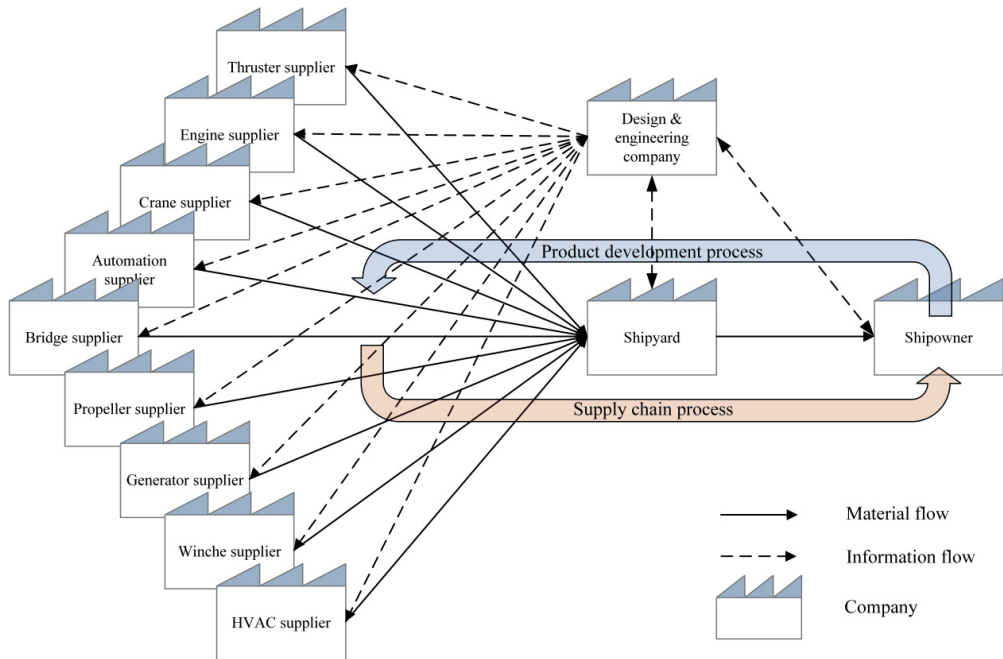 Thruster supplier
Engine supplier
Crane supplier
Automation
supplier
Bridge supplier
Propeller supplier
Generator supplier
Winche supplier
HVAC supplier
Design &
engineering
company
Product development process
Shipyard
Shipowner
Supply chain process
Material flow
Information flow
Company